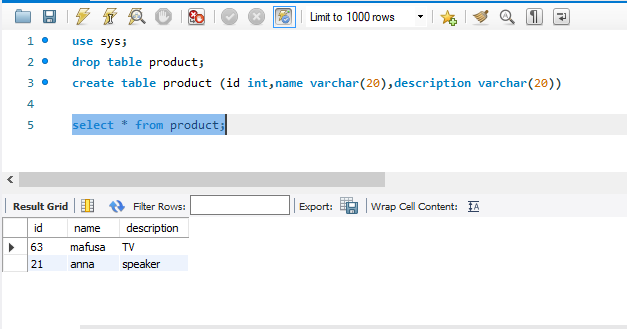 Limit to 1000 rows
1 use sys;
2 drop table product;
3 create table product (id int,name varchar(20),description varchar(20))
4
5 select * from product;
Result Grid Filter Rows: Export: Wrap Cell Content:
id name description
63 mafusa TV
21 anna speaker